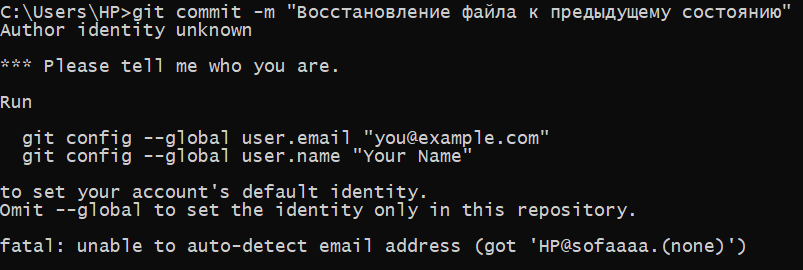 C:\Users\HP>git commit -m "Восстановление файла к предыдущему состоянию"
Author identity unknown
*** Please tell me who you are.
Run
git config --global user.email "you@example.com"
git config --global user.name "Your Name"
to set your account's default identity.
Omit --global to set the identity only in this repository.
fatal: unable to auto-detect email address (got 'HP@sofaaaa.(none)')